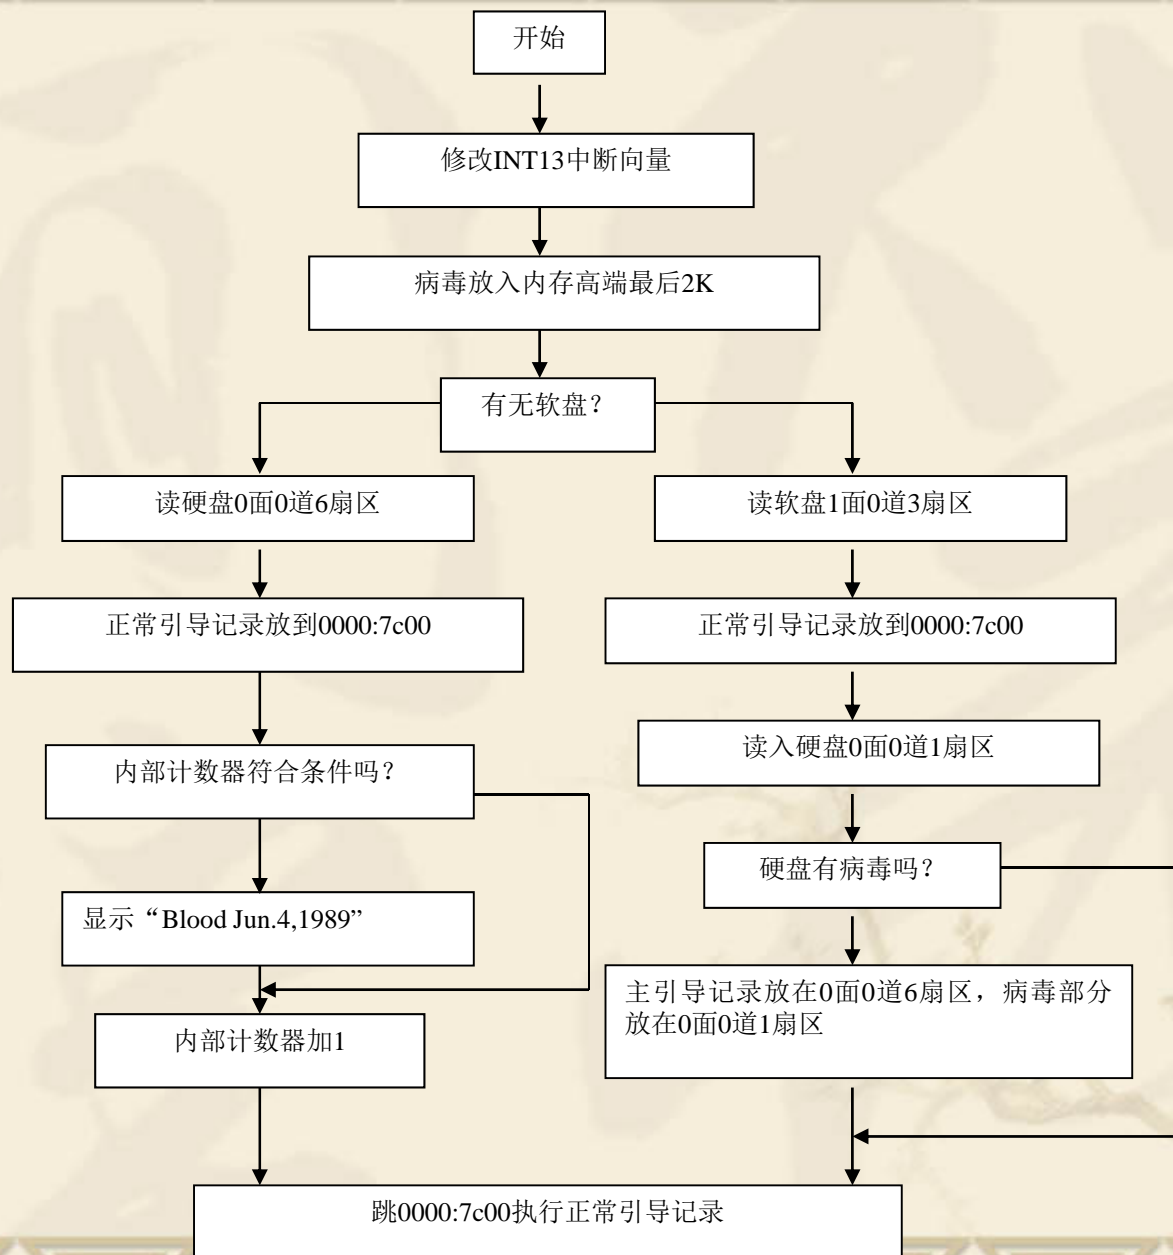 开始
修改INT13中断向量
病毒放入内存高端最后2K
有无软盘？
读硬盘0面0道6扇区
读软盘1面0道3扇区
正常引导记录放到0000:7c00
正常引导记录放到0000:7c00
读入硬盘0面0道1扇区
内部计数器符合条件吗？
硬盘有病毒吗？
显示“Blood Jun.4,1989”
主引导记录放在0面0道6扇区，病毒部分
放在0面0道1扇区
内部计数器加1
跳0000:7c00执行正常引导记录